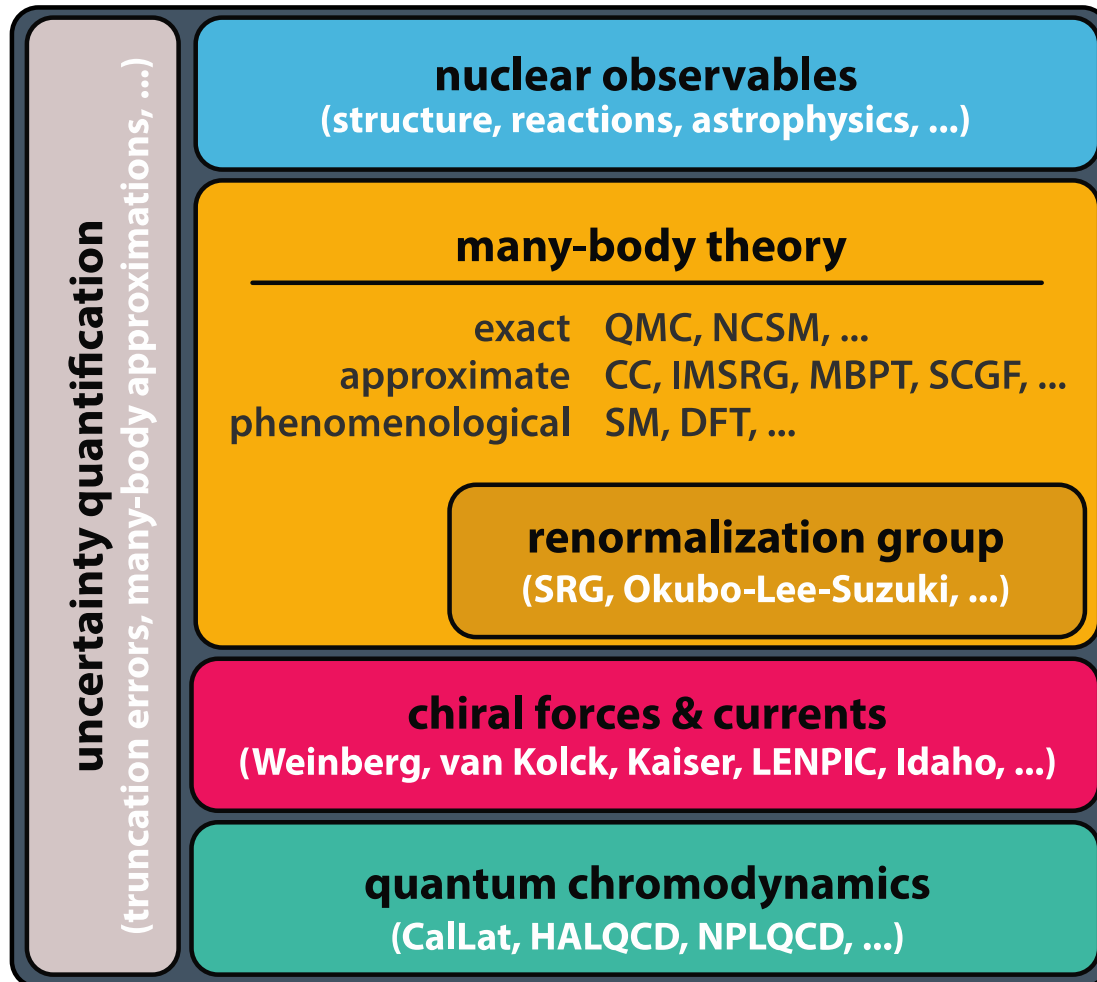 uncertainty quantification
(truncation errors, many-body approximations, ...)
nuclear observables
(structure, reactions, astrophysics, ...)
many-body theory
exact QMC, NCSM, ...
approximate CC, IMSRG, MBPT, SCGF, ...
phenomenological SM, DFT, ...
renormalization group
(SRG, Okubo-Lee-Suzuki, ...)
chiral forces & currents
(Weinberg, van Kolck, Kaiser, LENPIC, Idaho, ...)
quantum chromodynamics
(CalLat, HALQCD, NPLQCD, ...)